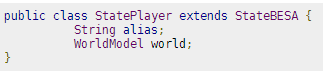 public class StatePlayer extends StateBESA {
        String alias;
        WorldModel world;
}